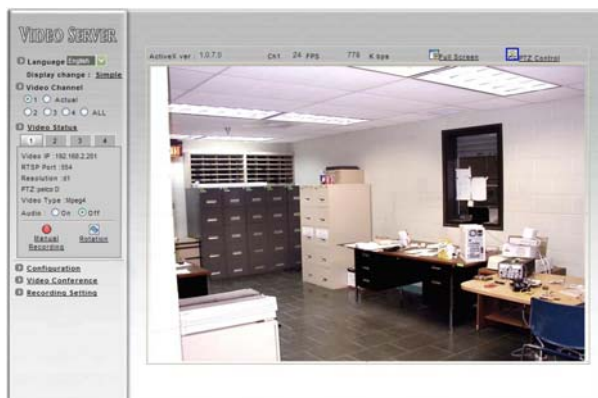 VIDEO SERVER
Language English
Display change : Simple
Video Channel
1 Actual
2 3 4 ALL
Video Status
1 2 3 4
Video IP :192.168.2.201
RTSP Port :554
Resolution :d1
PTZ:pelco D
Video Type :Mpeg4
Audio : On Off
Manual Recording
Rotation
Configuration
Video Conference
Recording Setting
ActiveX ver : 1.0.7.0 Ch1 24 FPS 778 K bps Full Screen PTZ Control